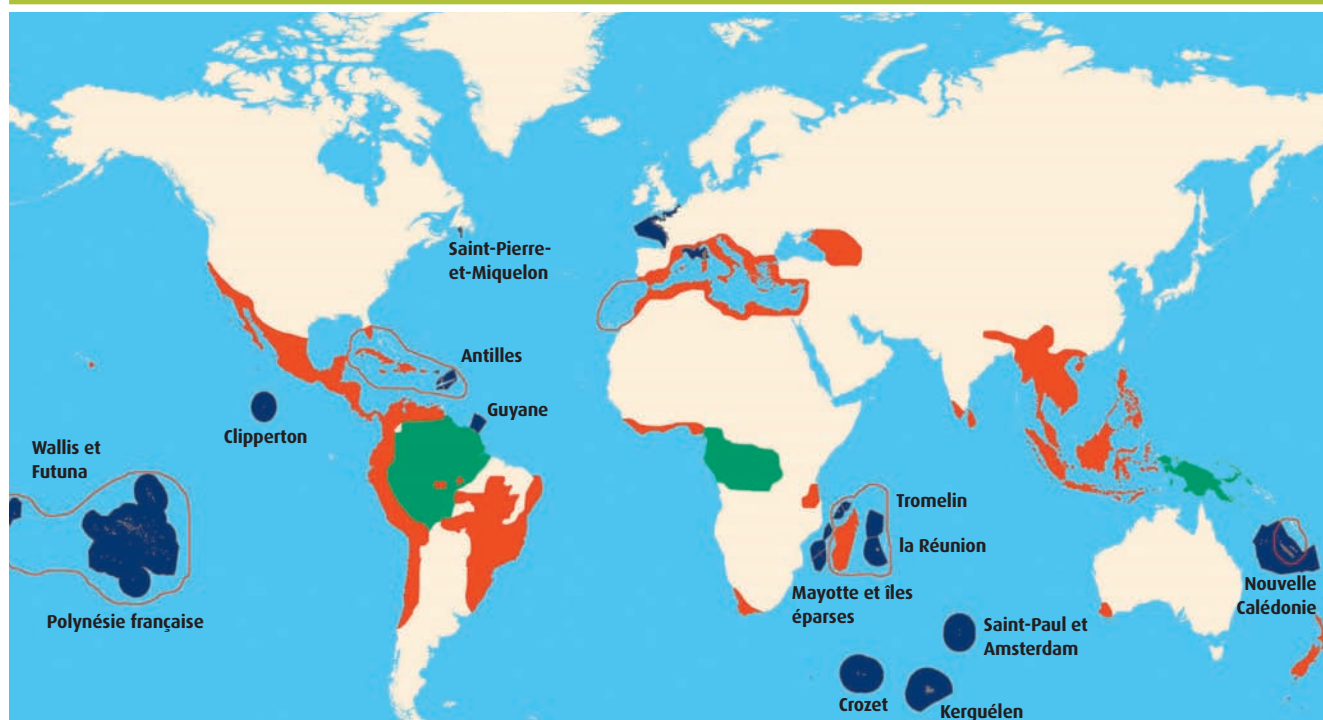 Saint-Pierre-
et-Miquelon
Antilles
Guyane
Clipperton
Wallis et
Futuna
Polynésie française
Tromelin
la Réunion
Mayotte et îles
éparses
Nouvelle
Calédonie
Saint-Paul et
Amsterdam
Crozet
Kerguélen